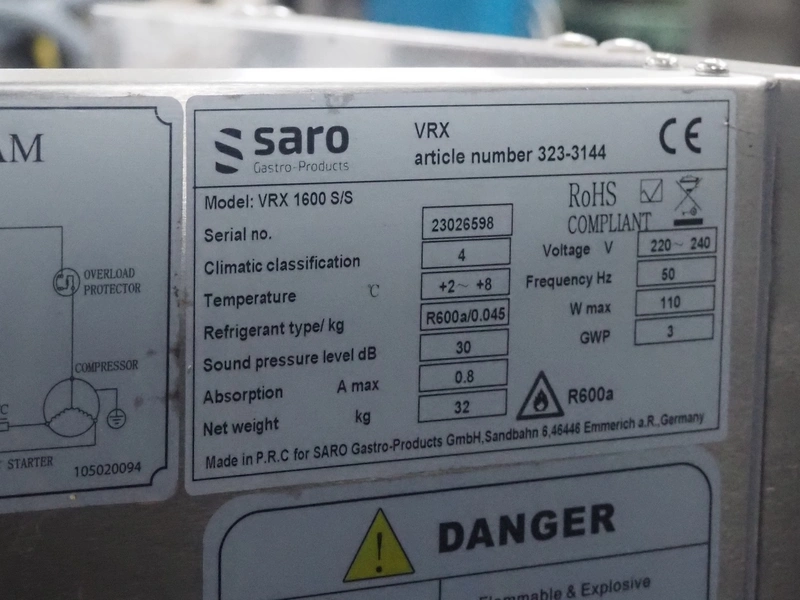 AM
OVERLOAD
PROTECTOR
COMPRESSOR
STARTER
105020094
saro
Gastro-Products
VRX
article number 323-3144
CE
Model: VRX 1600 S/S
RoHS
COMPLIANT
Serial no. 23026598
Climatic classification 4
Temperature ℃ +2~ +8
Refrigerant type/ kg R600a/0.045
Sound pressure level dB 30
Absorption A max 0.8
Net weight kg 32
Voltage V 220~ 240
Frequency Hz 50
W max 110
GWP 3
R600a
Made in P.R.C for SARO Gastro-Products GmbH,Sandbahn 6,46446 Emmerich a.R.,Germany
DANGER
Flammable & Explosive